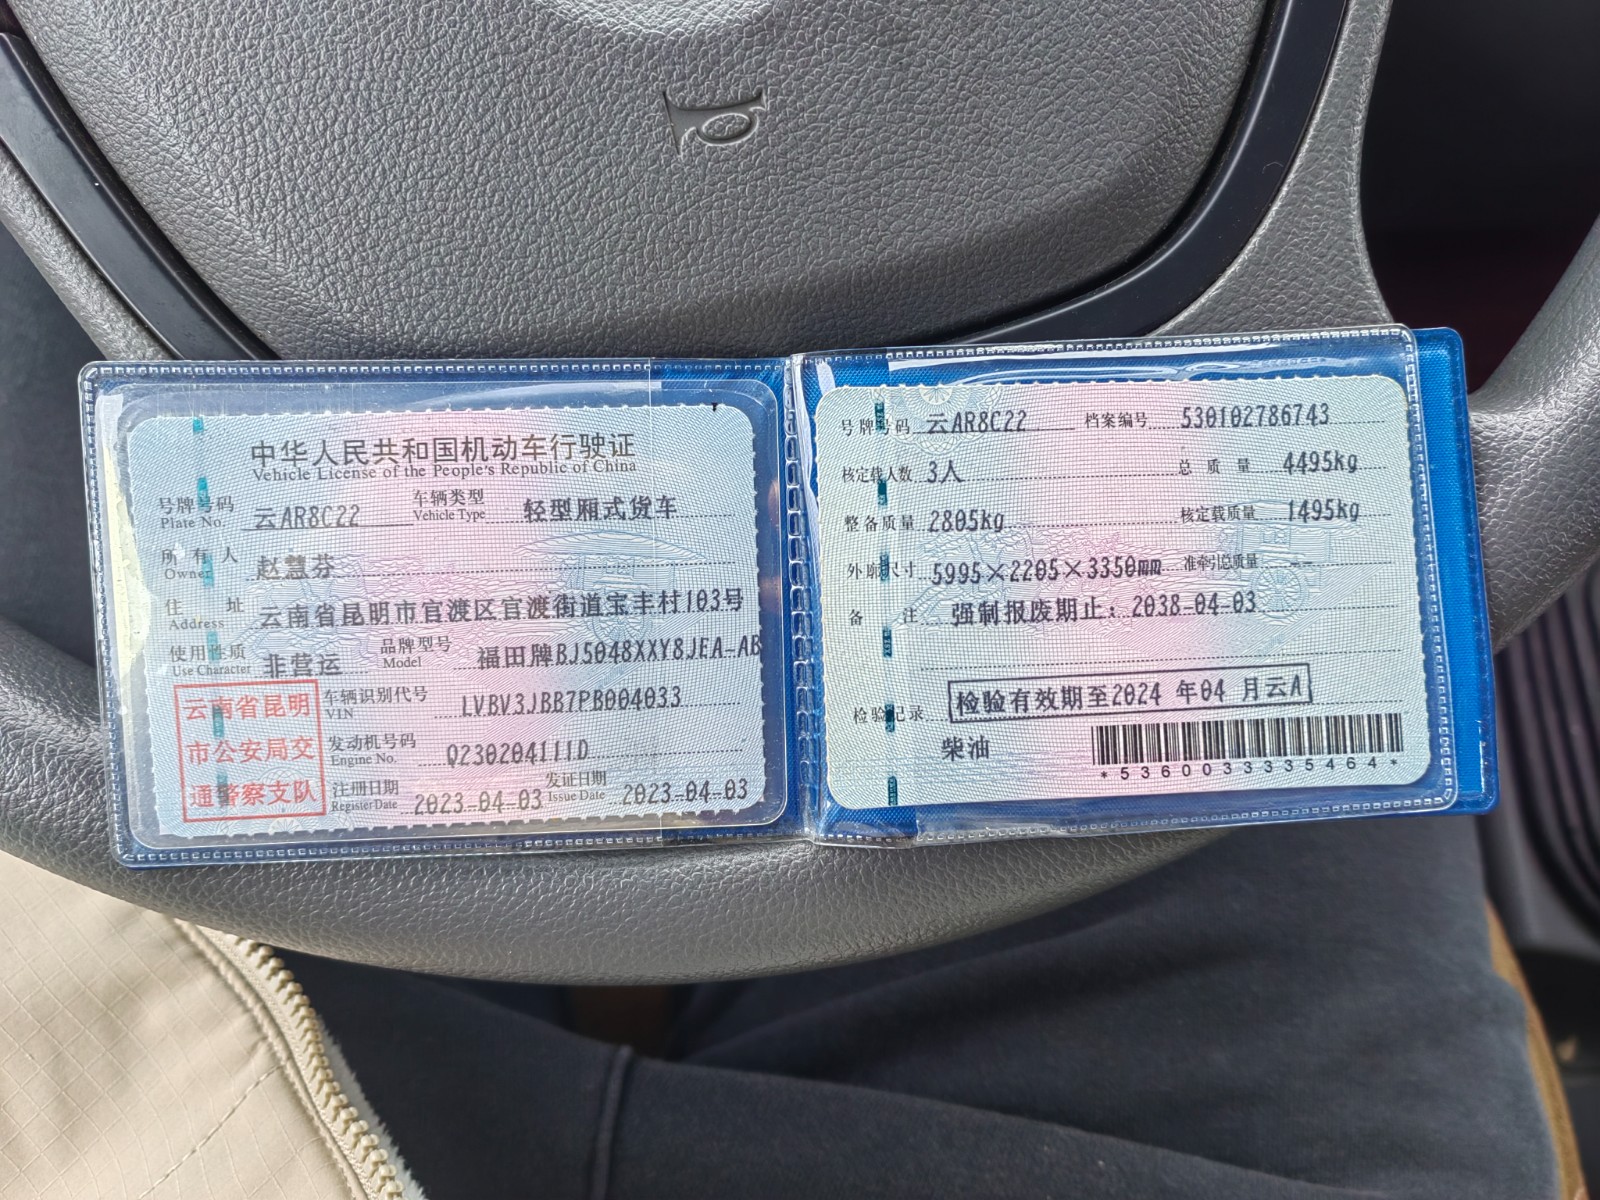 中华人民共和国机动车行驶证
Vehicle License of the People's Republic of China
号牌号码 云AR8C22 车辆类型 轻型厢式货车
Plate No. Vehicle Type
所有人 赵慧芬
Owner
住址 云南省昆明市官渡区官渡街道宝丰村103号
Address
使用性质 非营运 品牌型号 福田牌BJ5048XXY8JEA-AB
Use Character Model
云南省昆明
市公安局交
通警察支队
车辆识别代号 LVBV3JBB7PB004033
VIN
发动机号码 Q230204111D
Engine No.
注册日期 2023-04-03 发证日期 2023-04-03
Register Date Issue Date
号牌号码 云AR8C22 档案编号 530102786743
核定载人数 3人 总质量 4495kg
整备质量 2805kg 核定载质量 1495kg
外廓尺寸 5995×2205×3350mm 准牵引总质量 --
备注 强制报废期止:2038-04-03
检验记录 检验有效期至2024年04月云A
柴油
*5360033335464*